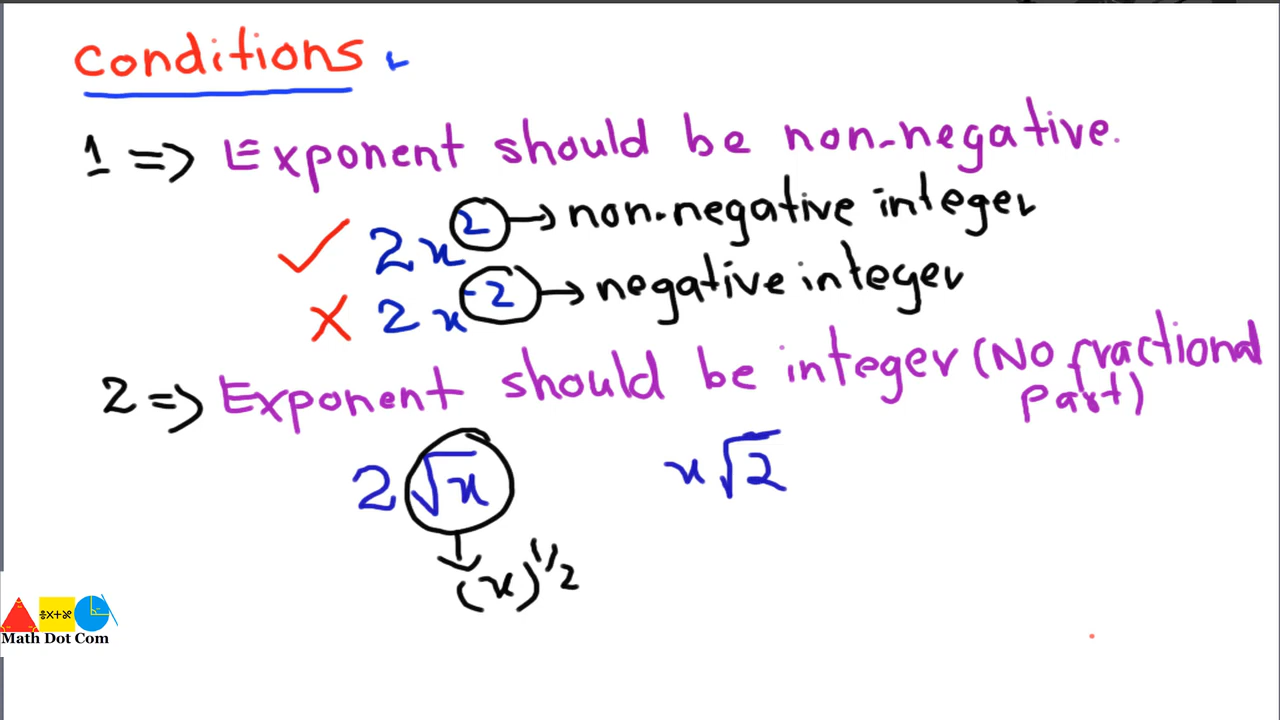 Conditions
1 => Exponent should be non-negative.
✓ 2x² → non-negative integer
✗ 2x⁻² → negative integer
2 => Exponent should be integer (No fractional
part)
2√x x√2
(x)^1/2
÷x+
Math Dot Com